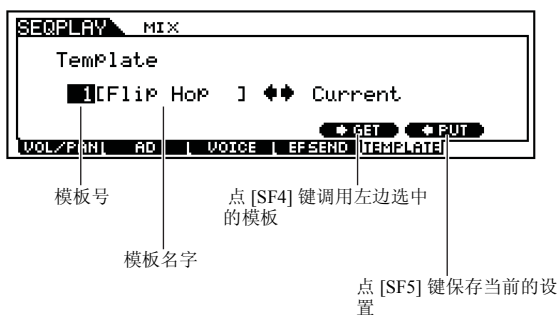 SEQPLAY MIX
Template
1[Flip Hop ] Current
GET PUT
VOL/PAN AD VOICE EFSEND TEMPLATE
模板号
点 [SF4] 键调用左边选中
的模板
模板名字
点 [SF5] 键保存当前的设
置